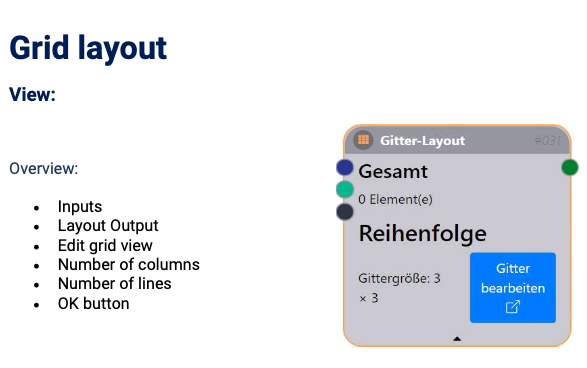 Grid layout
View:
Overview:
• Inputs
• Layout Output
• Edit grid view
• Number of columns
• Number of lines
• OK button
Gitter-Layout #031
Gesamt
0 Element(e)
Reihenfolge
Gittergröße: 3
× 3
Gitter
bearbeiten